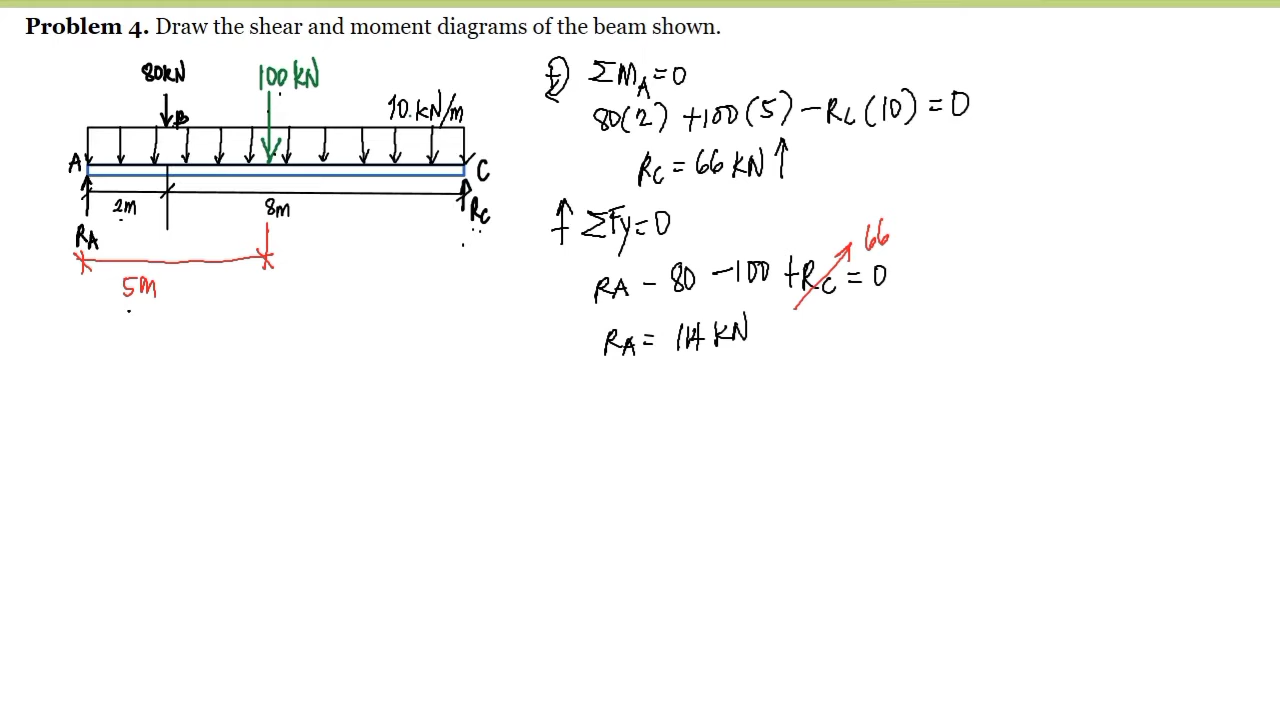 Problem 4. Draw the shear and moment diagrams of the beam shown.
80kN
100 kN
10 kN/m
B
A
C
2m
8m
RA
RC
5m
ΣMA=0
80(2) +100(5) -RC(10) =0
RC = 66 KN↑
↑ ΣFy=0
RA - 80 -100 +RC = 0
66
RA = 114 KN